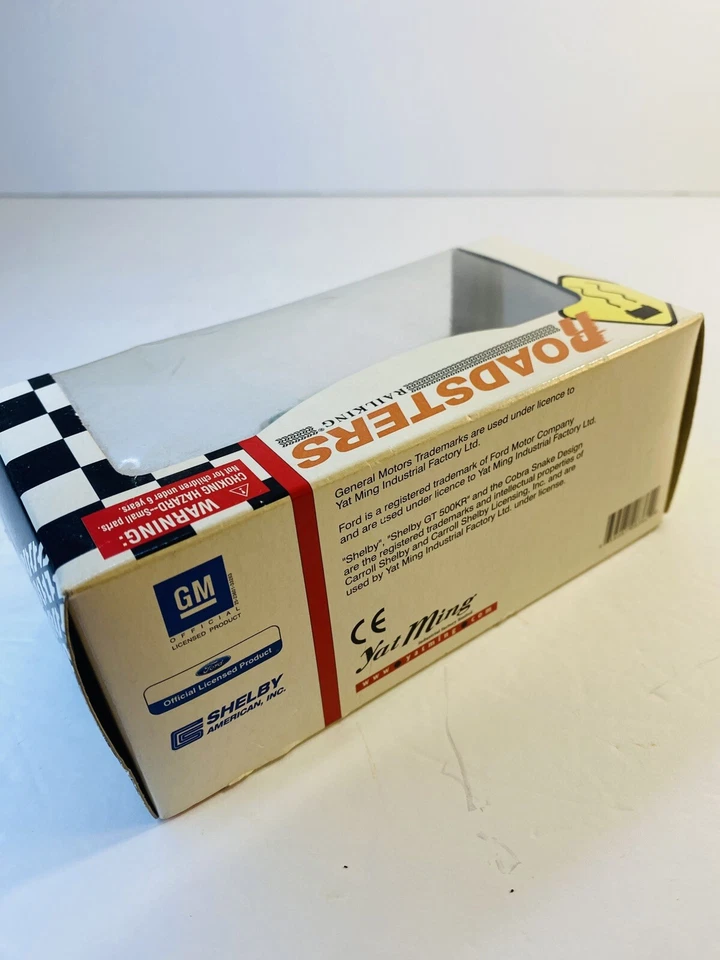 ROADSTERS
RAILKING®
WARNING:
CHOKING HAZARD–Small parts.
Not for children under 6 years.
GM
OFFICIAL
LICENSED PRODUCT
Ford
Official Licensed Product
SHELBY
AMERICAN, INC.
General Motors Trademarks are used under licence to
Yat Ming Industrial Factory Ltd.
Ford is a registered trademark of Ford Motor Company
and are used under licence to Yat Ming Industrial Factory Ltd.
"Shelby", "Shelby GT 500KR" and the Cobra Snake Design
are the registered trademarks and intellectual properties of
Carroll Shelby and Carroll Shelby Licensing, Inc. and are
used by Yat Ming Industrial Factory Ltd. under license.
CE
Yat Ming
www.yatming.com